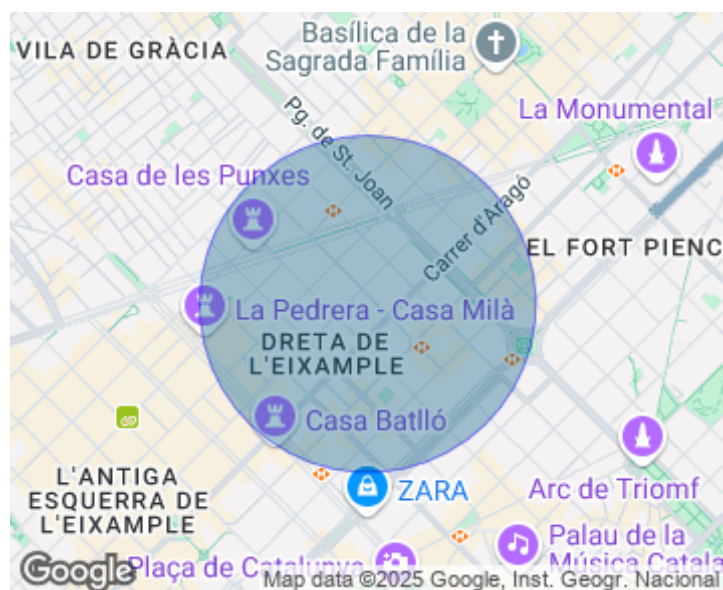 Basílica de la
Sagrada Família
VILA DE GRÀCIA
La Monumental
Pg. de St. Joan
Casa de les Punxes
Carrer d'Aragó
EL FORT PIENC
La Pedrera - Casa Milà
DRETA DE
L'EIXAMPLE
Casa Batlló
L'ANTIGA
ESQUERRA DE
L'EIXAMPLE
ZARA
Arc de Triomf
Palau de la
Música Catala
Plaça de Catalunya
Google
Map data ©2025 Google, Inst. Geogr. Nacional